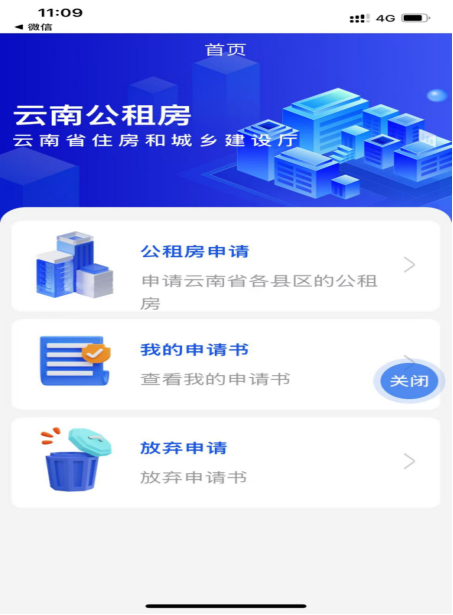 11:09
4G
微信
首页
云南公租房
云南省住房和城乡建设厅
公租房申请
申请云南省各县区的公租
房
我的申请书
查看我的申请书
关闭
放弃申请
放弃申请书